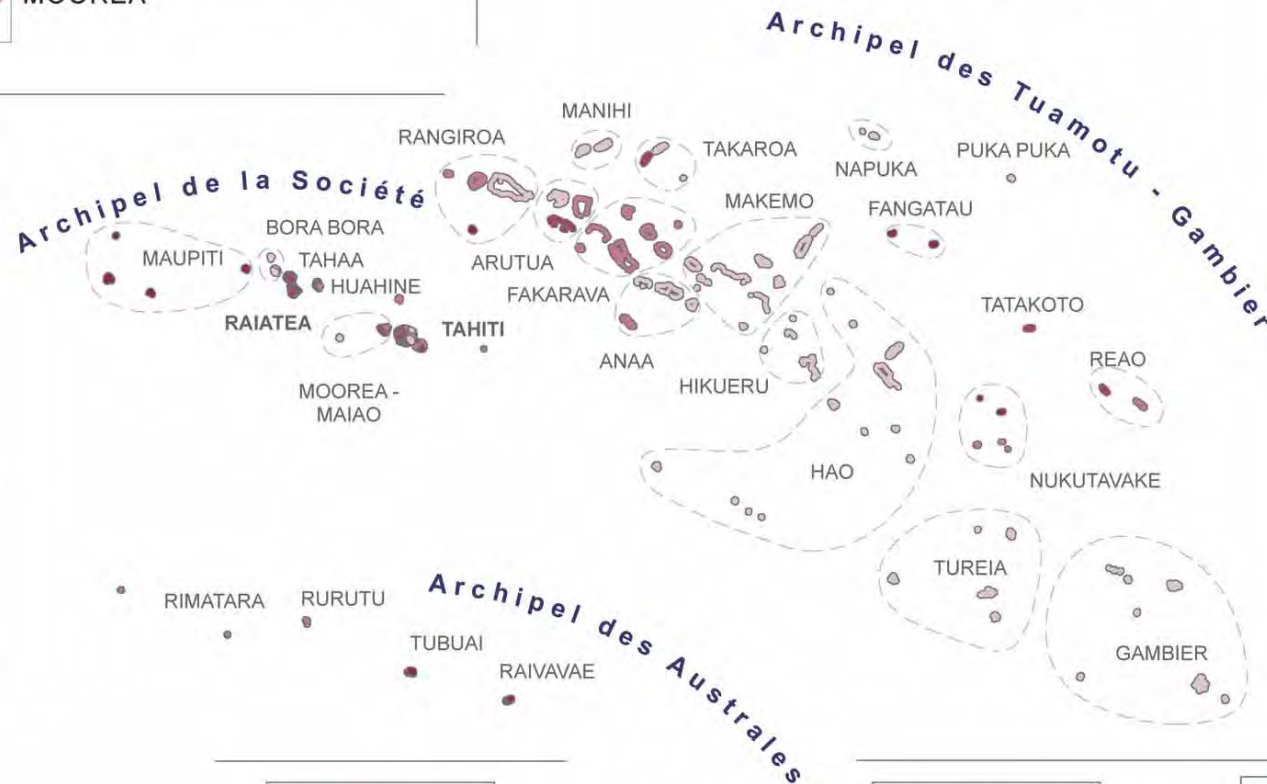 MOOREA
Archipel des Tuamotu - Gambier
MANIHI
RANGIROA
TAKAROA
NAPUKA
PUKA PUKA
Archipel de la Société
MAKEMO
FANGATAU
BORA BORA
MAUPITI
TAHAA
ARUTUA
HUAHINE
FAKARAVA
TATAKOTO
RAIATEA
TAHITI
ANAA
REAO
HIKUERU
MOOREA -
MAIAO
HAO
NUKUTAVAKE
TUREIA
Archipel des Australes
RIMATARA
RURUTU
TUBUAI
RAIVAVAE
GAMBIER